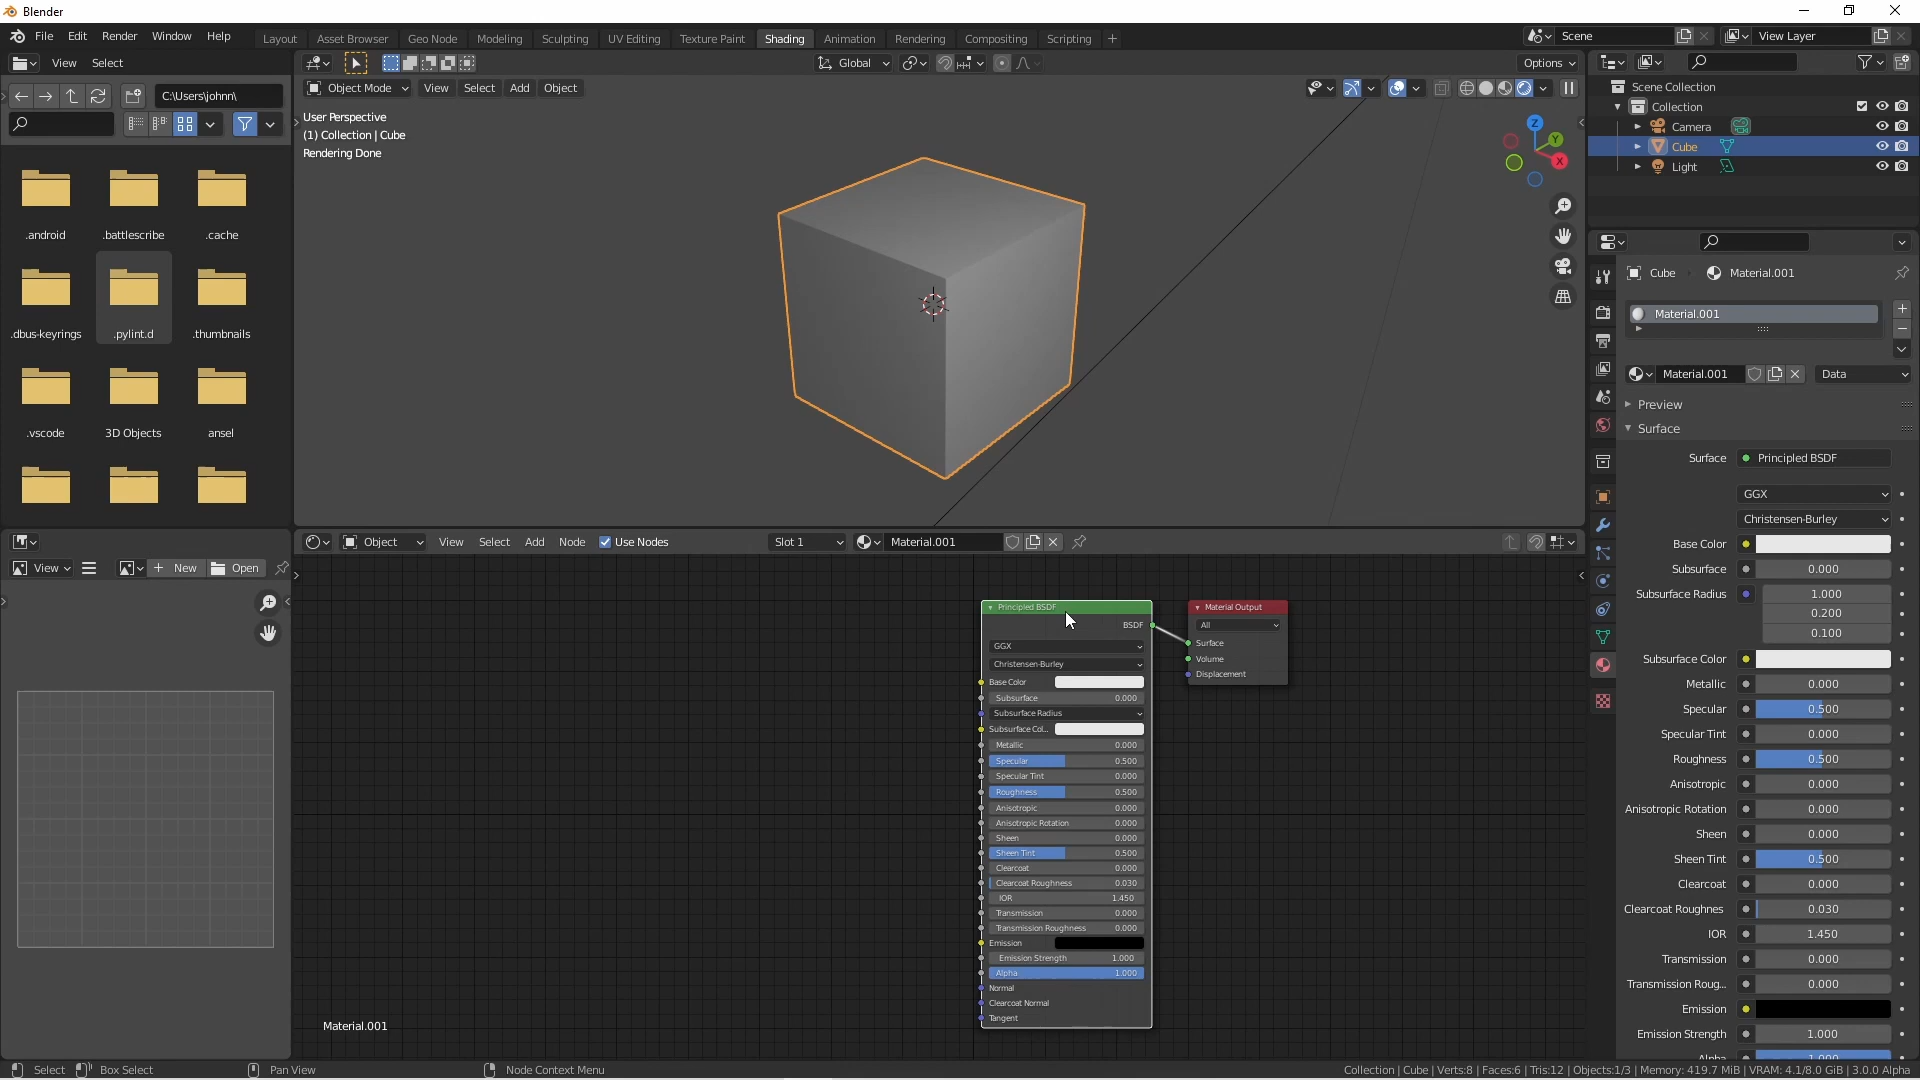 Blender
File Edit Render Window Help Layout Asset Browser Geo Node Modeling Sculpting UV Editing Texture Paint Shading Animation Rendering Compositing Scripting + Scene View Layer
View Select
Global Options
C:\Users\johnn\
Object Mode View Select Add Object
User Perspective
(1) Collection | Cube
Rendering Done
Z
Y
X
.android .battlescribe .cache
.dbus-keyrings .pylint.d .thumbnails
.vscode 3D Objects ansel
Scene Collection
Collection
Camera
Cube
Light
Cube Material.001
Material.001
Material.001 Data
Preview
Surface
Surface Principled BSDF
GGX
Christensen-Burley
Base Color
Subsurface 0.000
Subsurface Radius 1.000
0.200
0.100
Subsurface Color
Metallic 0.000
Specular 0.500
Specular Tint 0.000
Roughness 0.500
Anisotropic 0.000
Anisotropic Rotation 0.000
Sheen 0.000
Sheen Tint 0.500
Clearcoat 0.000
Clearcoat Roughnes 0.030
IOR 1.450
Transmission 0.000
Transmission Roug... 0.000
Emission
Emission Strength 1.000
Alpha 1.000
View + New Open
Object View Select Add Node Use Nodes Slot 1 Material.001
Principled BSDF
BSDF
GGX
Christensen-Burley
Base Color
Subsurface 0.000
Subsurface Radius
Subsurface Col...
Metallic 0.000
Specular 0.500
Specular Tint 0.000
Roughness 0.500
Anisotropic 0.000
Anisotropic Rotation 0.000
Sheen 0.000
Sheen Tint 0.500
Clearcoat 0.000
Clearcoat Roughness 0.030
IOR 1.450
Transmission 0.000
Transmission Roughness 0.000
Emission
Emission Strength 1.000
Alpha 1.000
Normal
Clearcoat Normal
Tangent
Material Output
All
Surface
Volume
Displacement
Material.001
Select Box Select Pan View Node Context Menu Collection | Cube | Verts:8 | Faces:6 | Tris:12 | Objects:1/3 | Memory: 419.7 MiB | VRAM: 4.1/8.0 GiB | 3.0.0 Alpha